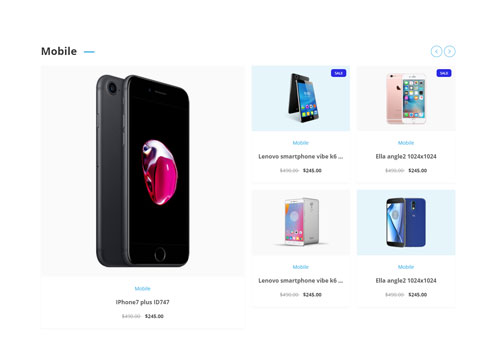 Mobile
SALE
SALE
Mobile
Lenovo smartphone vibe k6 ...
$490.00 $245.00
Mobile
Ella angle2 1024x1024
$490.00 $245.00
Mobile
IPhone7 plus ID747
$490.00 $245.00
Mobile
Lenovo smartphone vibe k6 ...
$490.00 $245.00
Mobile
Ella angle2 1024x1024
$490.00 $245.00